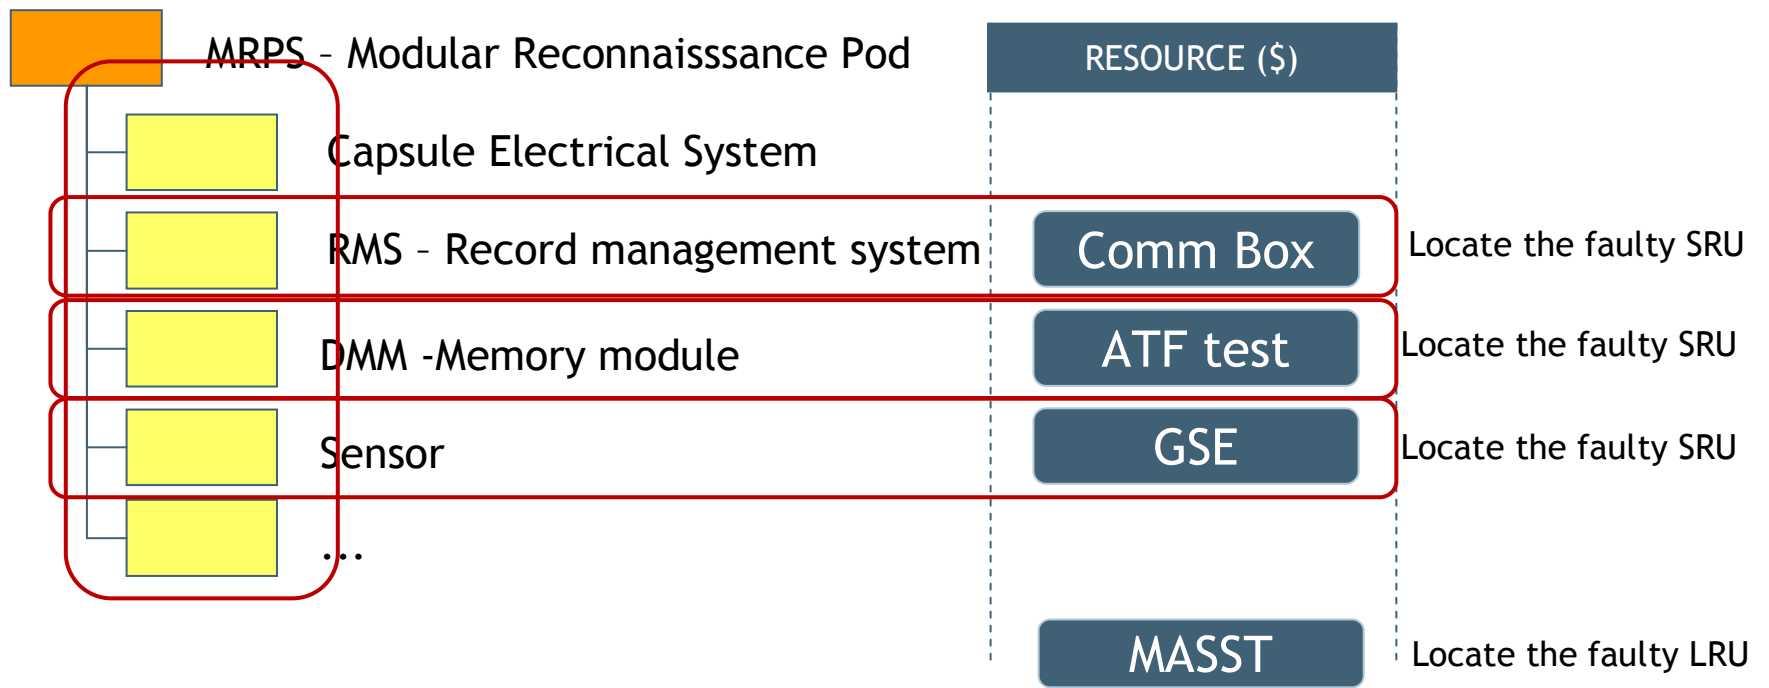 MRPS – Modular Reconnaisssance Pod
RESOURCE ($)
Capsule Electrical System
RMS – Record management system
Comm Box
Locate the faulty SRU
DMM -Memory module
ATF test
Locate the faulty SRU
Sensor
GSE
Locate the faulty SRU
...
MASST
Locate the faulty LRU